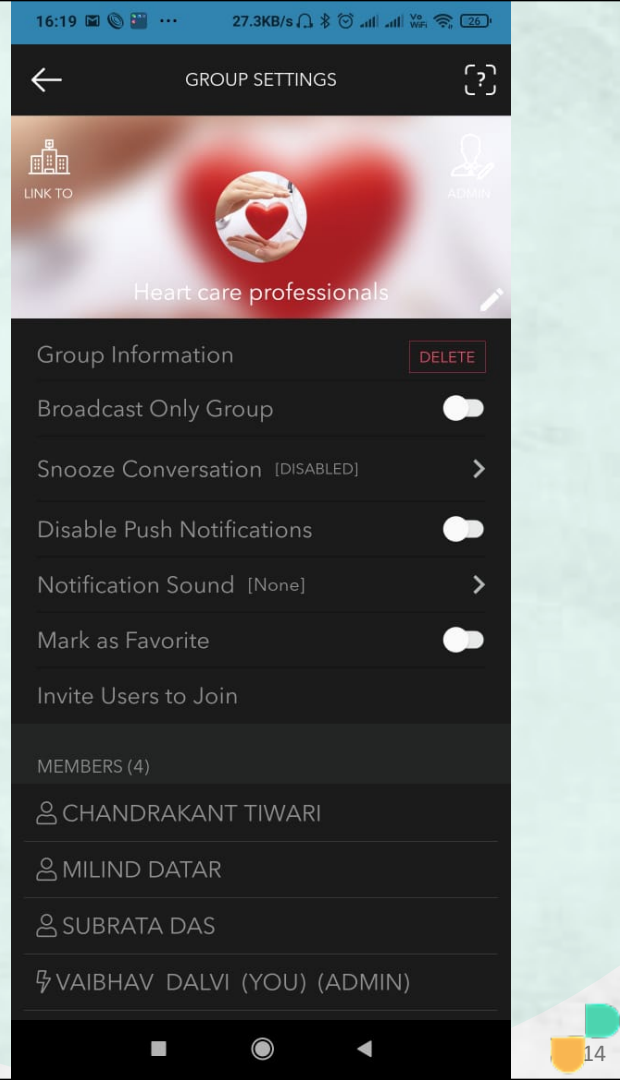 16:19 ... 27.3KB/s Vo WiFi 26
GROUP SETTINGS
?
LINK TO
ADMIN
Heart care professionals
Group Information DELETE
Broadcast Only Group
Snooze Conversation [DISABLED]
Disable Push Notifications
Notification Sound [None]
Mark as Favorite
Invite Users to Join
MEMBERS (4)
CHANDRAKANT TIWARI
MILIND DATAR
SUBRATA DAS
VAIBHAV DALVI (YOU) (ADMIN)
14